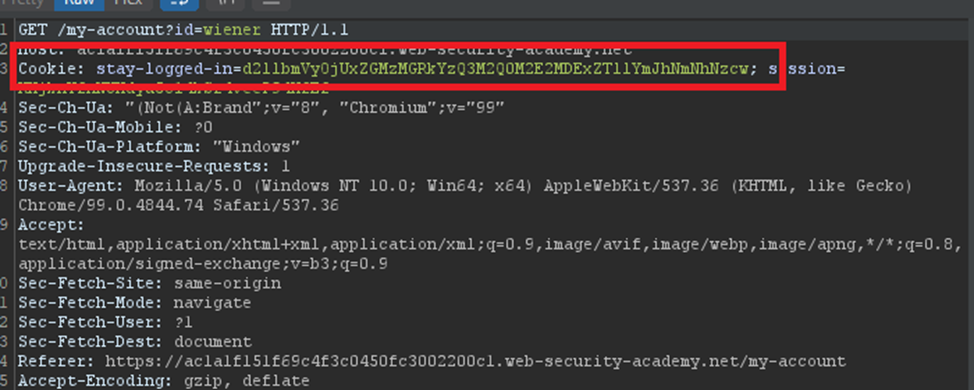 Pretty Raw Hex \n
1 GET /my-account?id=wiener HTTP/1.1
2 Host: ac1a1f151f69c4f3c0450fc3002200c1.web-security-academy.net
3 Cookie: stay-logged-in=d2llbmVyOjUxZGMzMGRkYzQ3M2Q0M2E2MDExZTllYmJhNmNhNzcw; session=
4 Sec-Ch-Ua: "(Not(A:Brand";v="8", "Chromium";v="99"
5 Sec-Ch-Ua-Mobile: ?0
6 Sec-Ch-Ua-Platform: "Windows"
7 Upgrade-Insecure-Requests: 1
8 User-Agent: Mozilla/5.0 (Windows NT 10.0; Win64; x64) AppleWebKit/537.36 (KHTML, like Gecko)
Chrome/99.0.4844.74 Safari/537.36
9 Accept:
text/html,application/xhtml+xml,application/xml;q=0.9,image/avif,image/webp,image/apng,*/*;q=0.8,
application/signed-exchange;v=b3;q=0.9
0 Sec-Fetch-Site: same-origin
1 Sec-Fetch-Mode: navigate
2 Sec-Fetch-User: ?1
3 Sec-Fetch-Dest: document
4 Referer: https://ac1a1f151f69c4f3c0450fc3002200c1.web-security-academy.net/my-account
5 Accept-Encoding: gzip, deflate